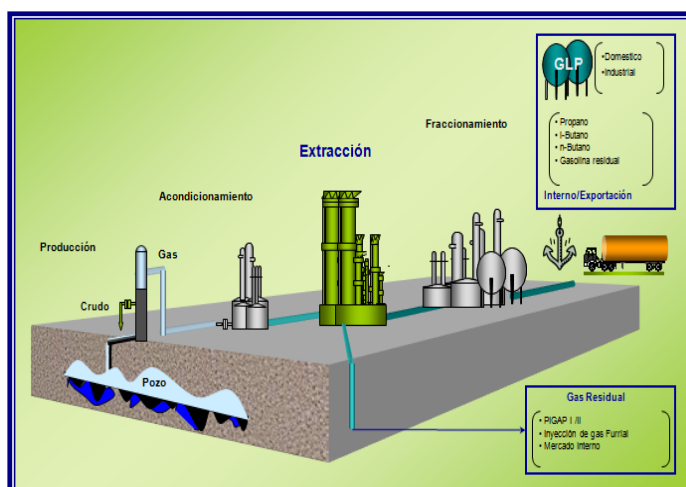 GLP
•Domestico
•Industrial
• Propano
• I-Butano
• n-Butano
• Gasolina residual
Interno/Exportación
Fraccionamiento
Extracción
Acondicionamiento
Producción
Gas
Crudo
Pozo
Gas Residual
• PIGAP I /II
• Inyección de gas Furrial
• Mercado Interno